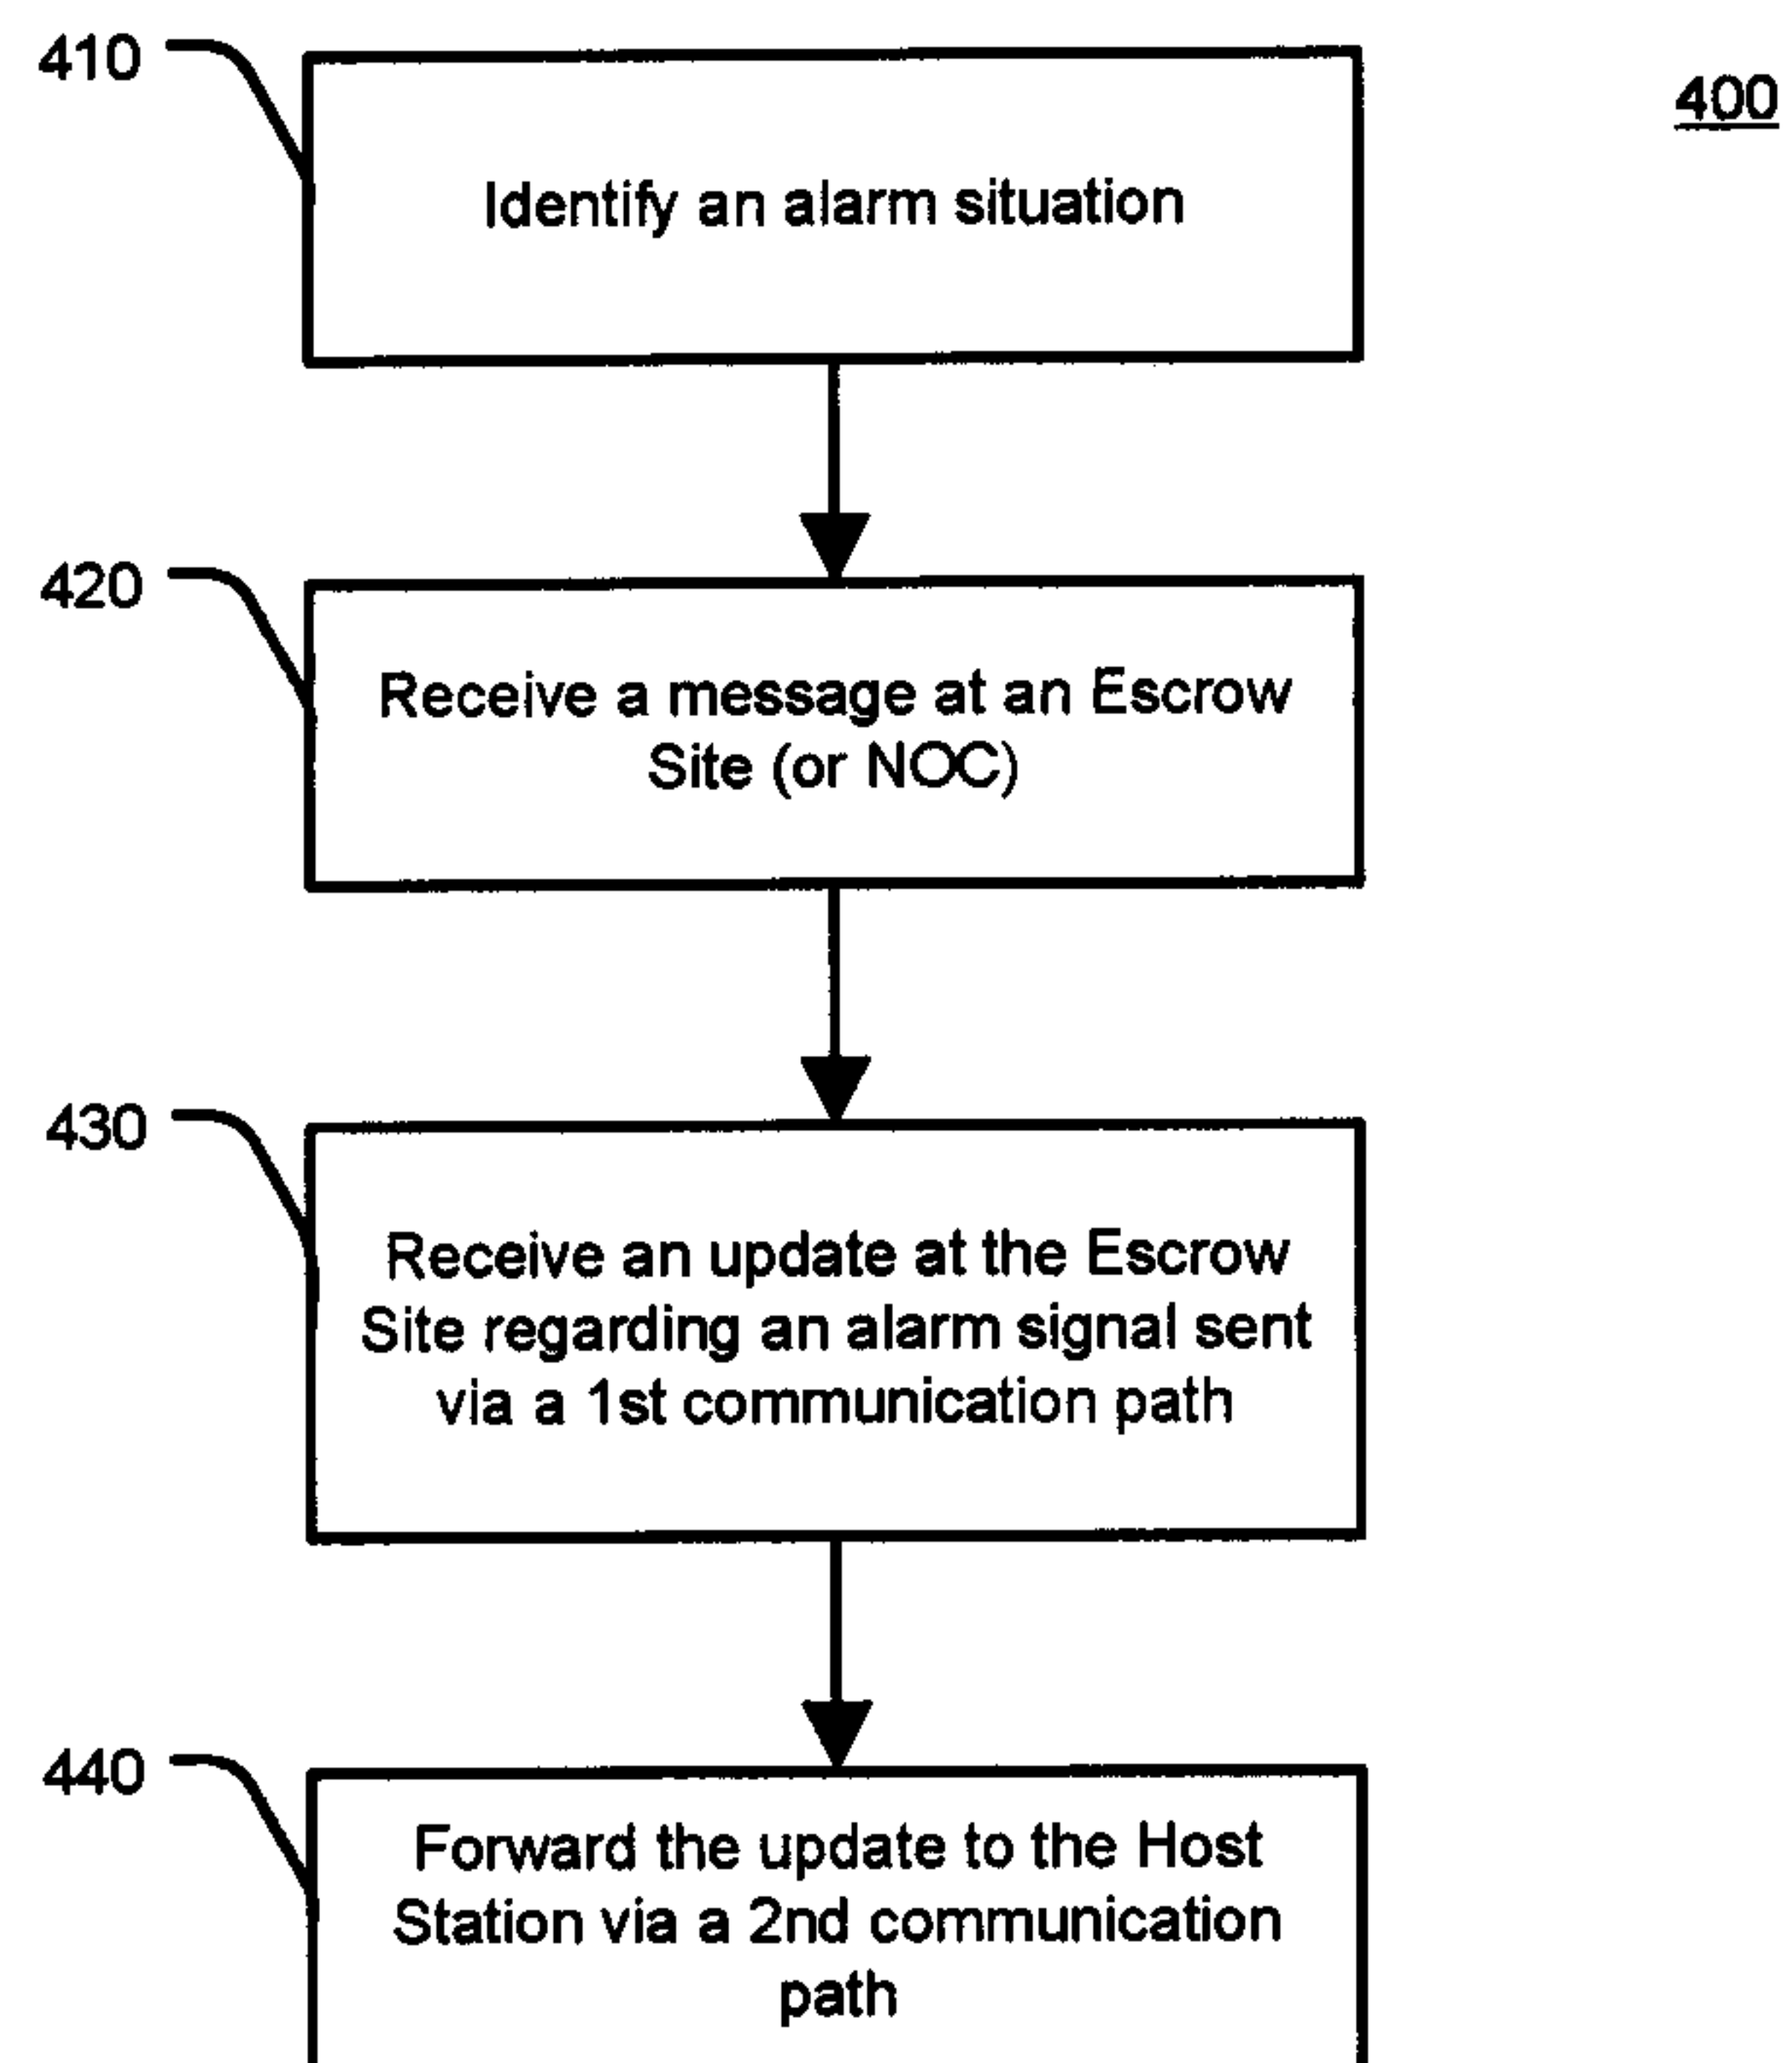 410
400
Identify an alarm situation
420
Receive a message at an Escrow
Site (or NOC)
430
Receive an update at the Escrow
Site regarding an alarm signal sent
via a 1st communication path
440
Forward the update to the Host
Station via a 2nd communication
path